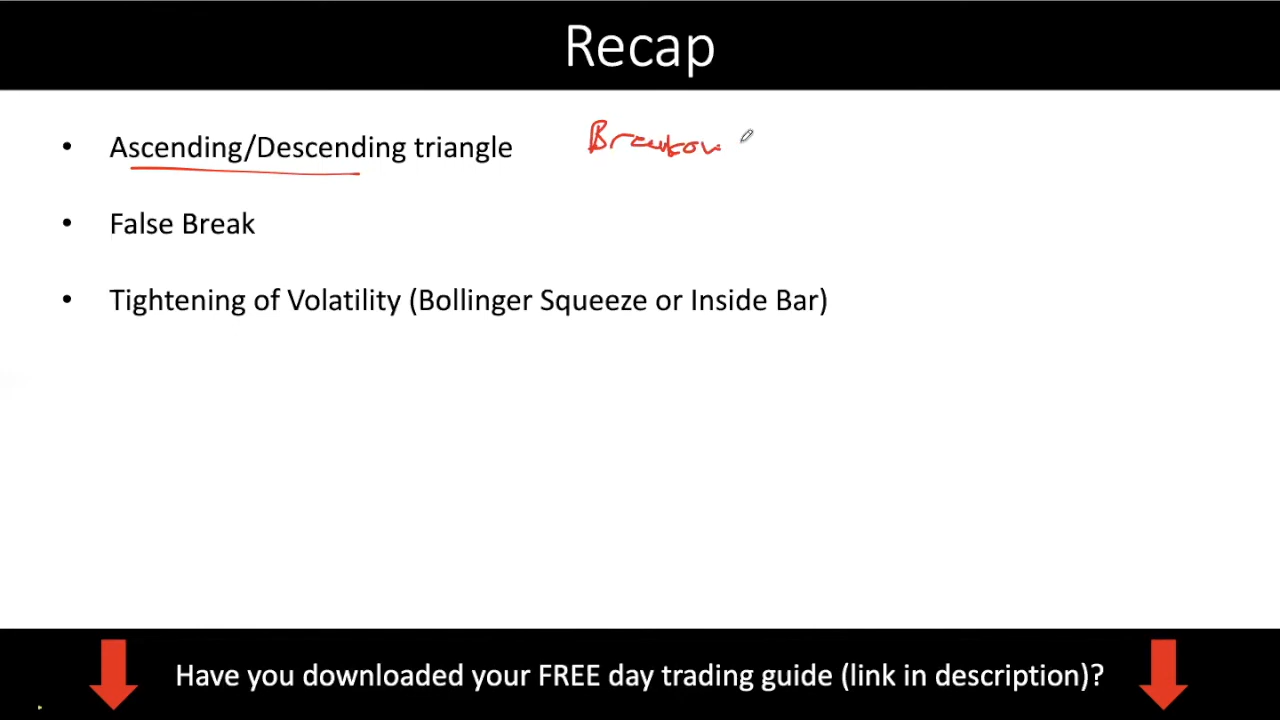 Recap
• Ascending/Descending triangle Breakou
• False Break
• Tightening of Volatility (Bollinger Squeeze or Inside Bar)
Have you downloaded your FREE day trading guide (link in description)?